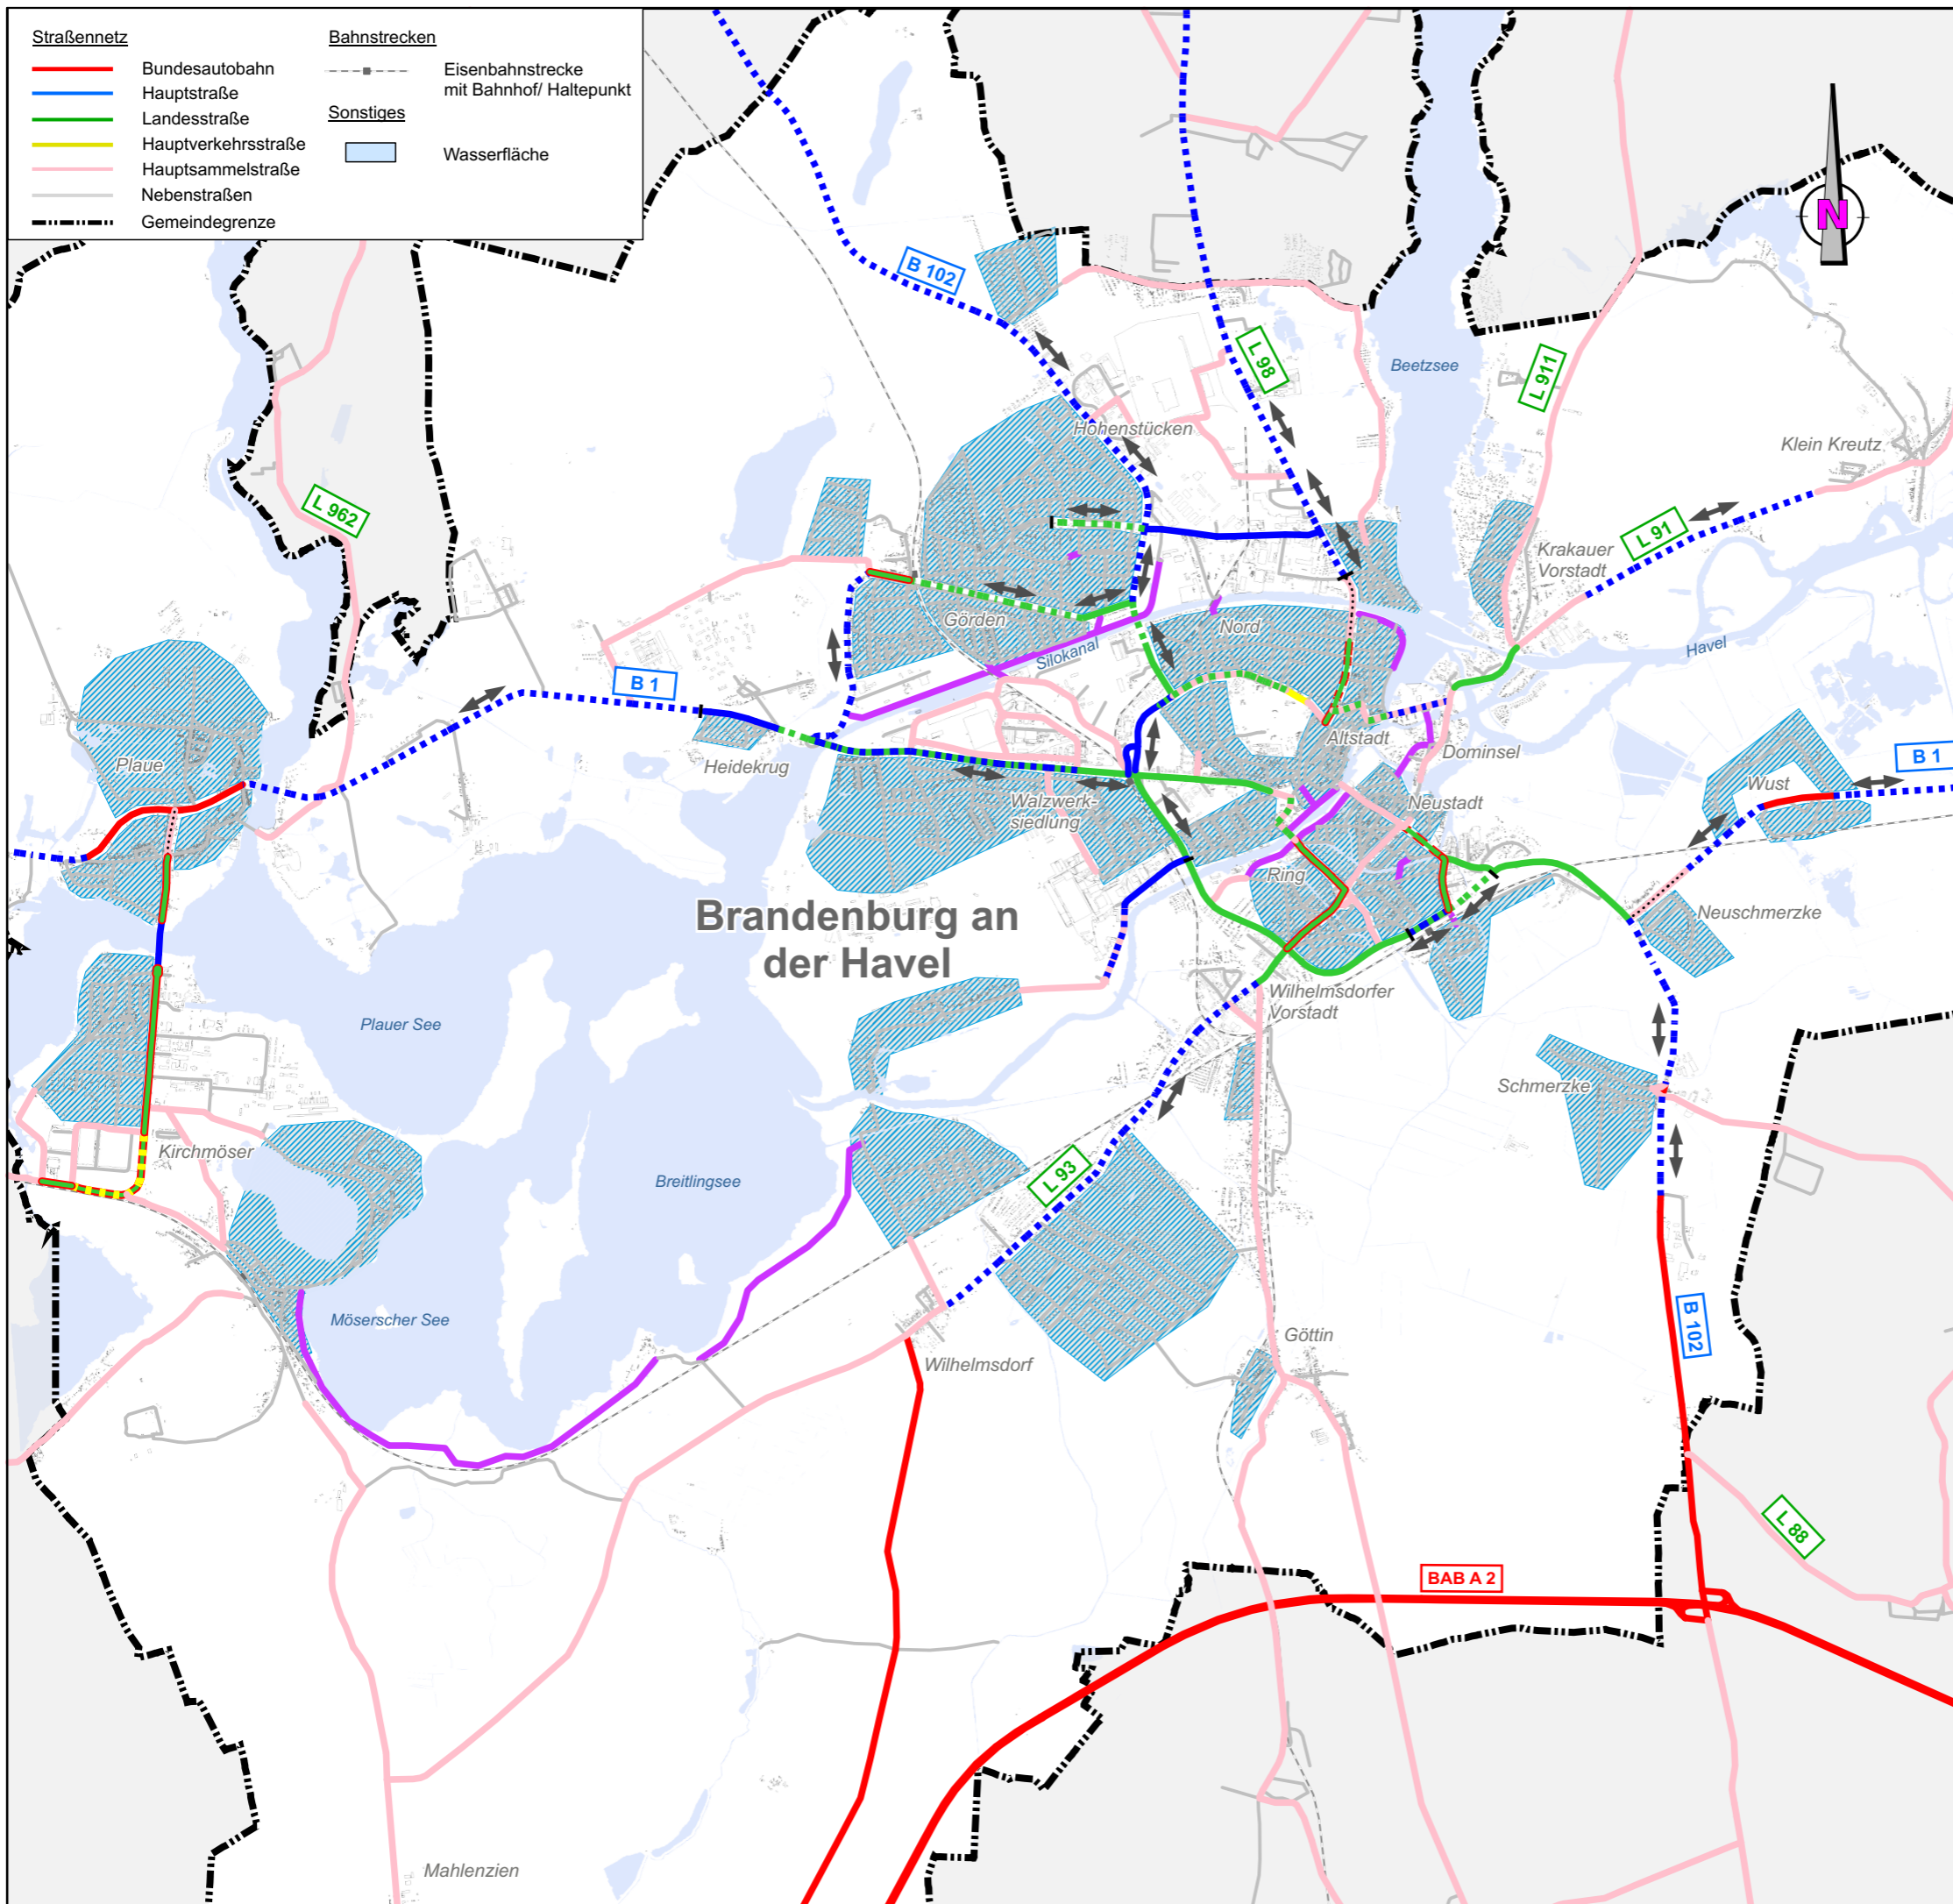 Straßennetz
Bundesautobahn
Hauptstraße
Landesstraße
Hauptverkehrsstraße
Hauptsammelstraße
Nebenstraßen
Gemeindegrenze
Bahnstrecken
Eisenbahnstrecke
mit Bahnhof/ Haltepunkt
Sonstiges
Wasserfläche
N
B 102
L 98
Beetzsee
L 911
Hohenstücken
Klein Kreutz
L 962
L 91
Krakauer
Vorstadt
Görden
Nord
Silokanal
Havel
B 1
Plaue
Heidekrug
Altstadt
Dominsel
B 1
Wust
Walzwerk-
siedlung
Neustadt
Ring
Neuschmerzke
Brandenburg an
der Havel
Wilhelmsdorfer
Vorstadt
Plauer See
Schmerzke
Kirchmöser
Breitlingsee
L 93
Möserscher See
Göttin
B 102
Wilhelmsdorf
L 88
BAB A 2
Mahlenzien